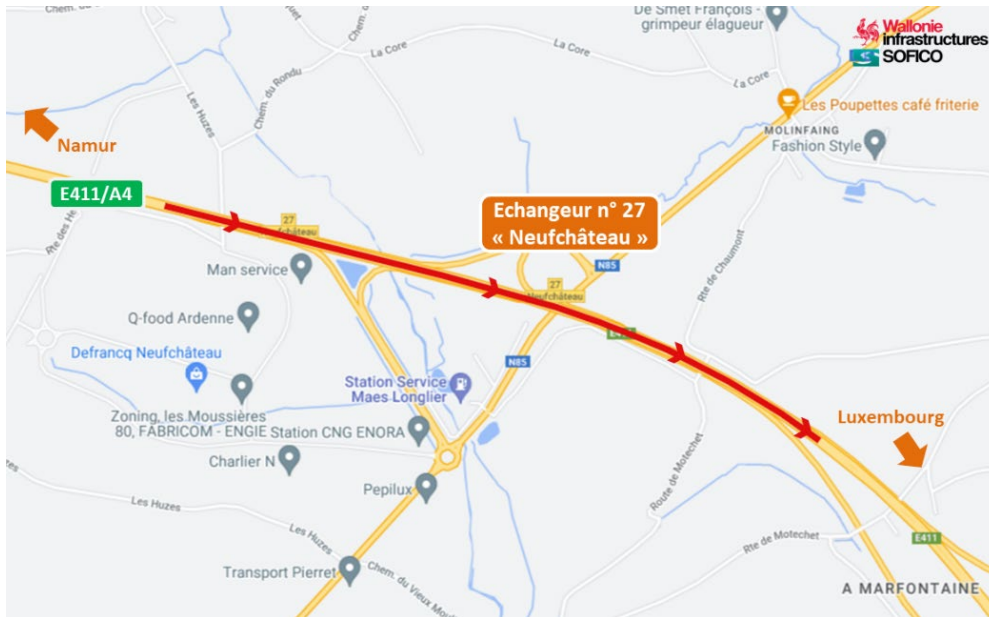 De Smet François -
grimpeur élagueur
Wallonie
infrastructures
SOFICO
La Core
Chem. du Rondu
La Core
La Core
Les Huzes
Les Poupettes café friterie
MOLINFAING
Fashion Style
Namur
E411/A4
Echangeur n° 27
« Neufchâteau »
27
Neufchâteau
Man service
N85
27
Neufchâteau
Rte de Chaumont
Q-food Ardenne
Defrancq Neufchâteau
N85
Station Service
Maes Longlier
Zoning, les Moussières
80, FABRICOM - ENGIE
Station CNG ENORA
Luxembourg
Charlier N
Route de Motechet
Pepilux
Les Huzes
Les Huzes
Rte de Motechet
E411
Transport Pierret
A MARFONTAINE